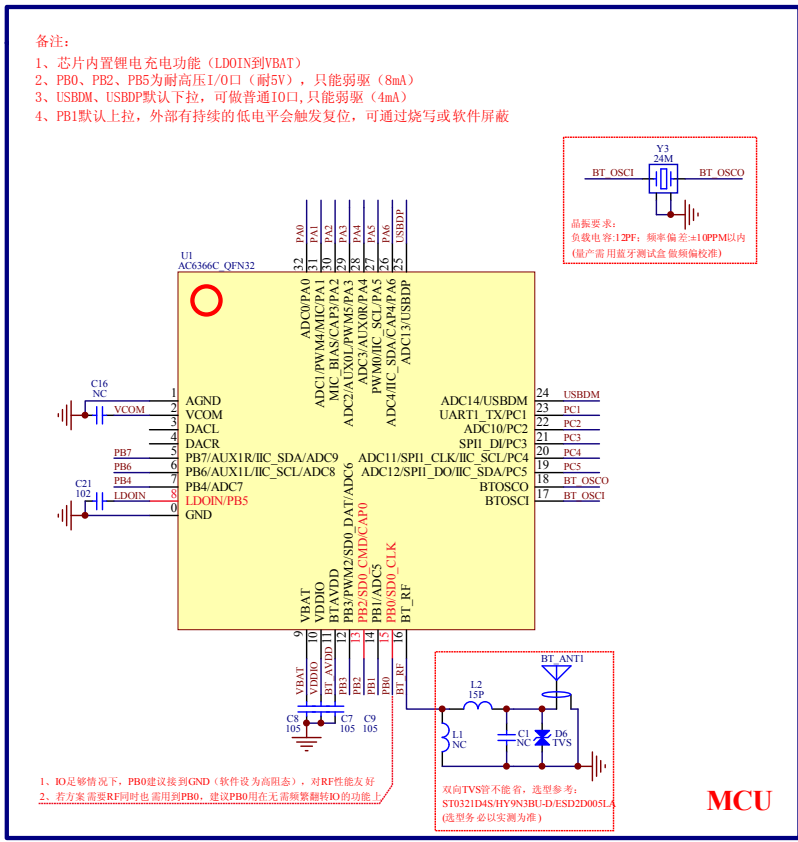 备注:
1、芯片内置锂电充电功能（LDOIN到VBAT）
2、PB0、PB2、PB5为耐高压I/O口（耐5V），只能弱驱（8mA）
3、USBDM、USBDP默认下拉，可做普通IO口,只能弱驱（4mA）
4、PB1默认上拉，外部有持续的低电平会触发复位，可通过烧写或软件屏蔽
Y3
24M
BT_OSCI
BT_OSCO
晶振要求:
负载电容:12PF; 频率偏差:±10PPM以内
(量产需用蓝牙测试盒做频偏校准)
PA0
PA1
PA2
PA3
PA4
PA5
PA6
USBDP
U1
AC6366C_QFN32
32
31
30
29
28
27
26
25
ADC0/PA0
ADC1/PWM4/MIC/PA1
MIC_BIAS/CAP3/PA2
ADC2/AUX0L/PWM5/PA3
ADC3/AUX0R/PA4
PWM0/IIC_SCL/PA5
ADC4/IIC_SDA/CAP4/PA6
ADC13/USBDP
C16
NC
VCOM
PB7
PB6
PB4
C21
102
LDOIN
1 AGND
2 VCOM
3 DACL
4 DACR
5 PB7/AUX1R/IIC_SDA/ADC9
6 PB6/AUX1L/IIC_SCL/ADC8
7 PB4/ADC7
8 LDOIN/PB5
0 GND
ADC14/USBDM 24 USBDM
UART1_TX/PC1 23 PC1
ADC10/PC2 22 PC2
SPI1_DI/PC3 21 PC3
ADC11/SPI1_CLK/IIC_SCL/PC4 20 PC4
ADC12/SPI1_DO/IIC_SDA/PC5 19 PC5
BTOSCO 18 BT_OSCO
BTOSCI 17 BT_OSCI
VBAT
VDDIO
BTAVDD
PB3/PWM2/SD0_DAT/ADC6
PB2/SD0_CMD/CAP0
PB1/ADC5
PB0/SD0_CLK
BT_RF
9
10
11
12
13
14
15
16
VBAT
VDDIO
BT_AVDD
PB3
PB2
PB1
PB0
BT_RF
C8
105
C7
105
C9
105
BT_ANT1
L2
15P
L1
NC
C1
NC
D6
TVS
双向TVS管不能省，选型参考:
ST0321D4S/HY9N3BU-D/ESD2D005LA
(选型务必以实测为准)
1、IO足够情况下，PB0建议接到GND（软件设为高阻态），对RF性能友好
2、若方案需要RF同时也需用到PB0，建议PB0用在无需频繁翻转IO的功能上
MCU